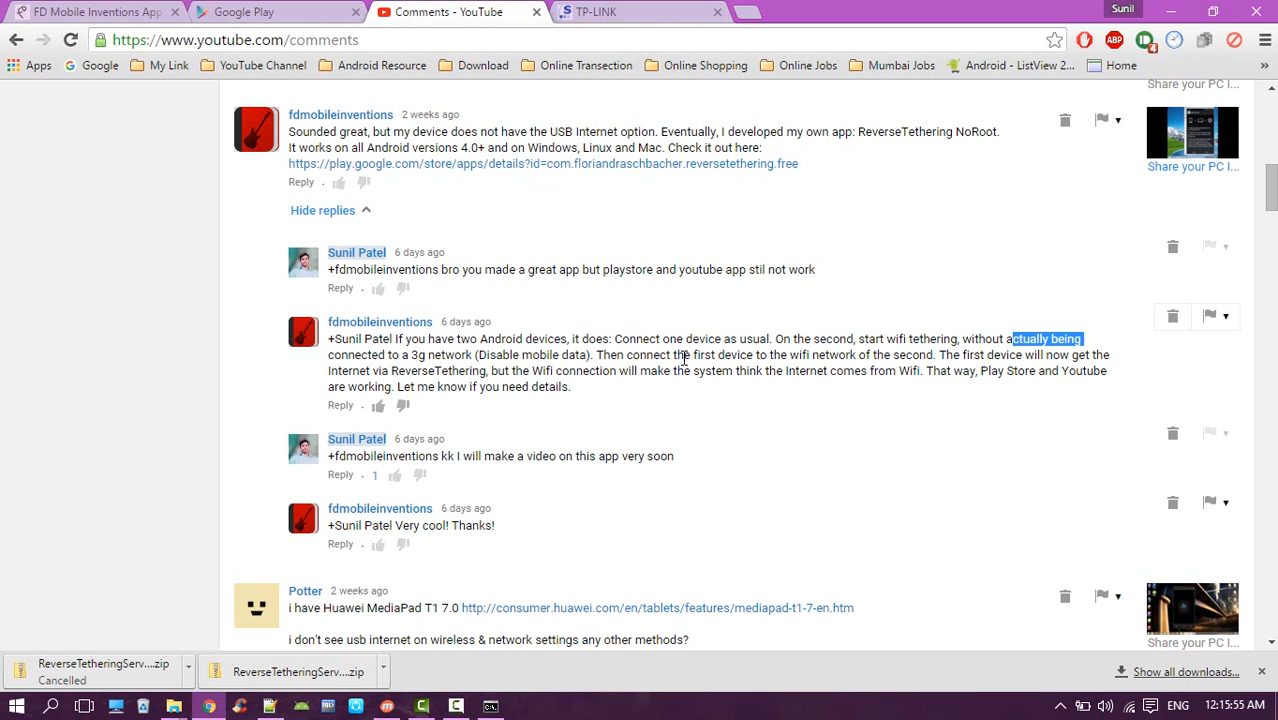 FD Mobile Inventions App
Google Play
Comments - YouTube
TP-LINK
Sunil
https://www.youtube.com/comments
ABP
4
Apps
Google
My Link
YouTube Channel
Android Resource
Download
Online Transection
Online Shopping
Online Jobs
Mumbai Jobs
Android - ListView 2...
Home
»
Share your PC I...
fdmobileinventions 2 weeks ago
Sounded great, but my device does not have the USB Internet option. Eventually, I developed my own app: ReverseTethering NoRoot.
It works on all Android versions 4.0+ and on Windows, Linux and Mac. Check it out here:
https://play.google.com/store/apps/details?id=com.floriandraschbacher.reversetethering.free
Reply
Share your PC I...
Hide replies
Sunil Patel 6 days ago
+fdmobileinventions bro you made a great app but playstore and youtube app stil not work
Reply
fdmobileinventions 6 days ago
+Sunil Patel If you have two Android devices, it does: Connect one device as usual. On the second, start wifi tethering, without actually being
connected to a 3g network (Disable mobile data). Then connect the first device to the wifi network of the second. The first device will now get the
Internet via ReverseTethering, but the Wifi connection will make the system think the Internet comes from Wifi. That way, Play Store and Youtube
are working. Let me know if you need details.
Reply
Sunil Patel 6 days ago
+fdmobileinventions kk I will make a video on this app very soon
Reply · 1
fdmobileinventions 6 days ago
+Sunil Patel Very cool! Thanks!
Reply
Potter 2 weeks ago
i have Huawei MediaPad T1 7.0 http://consumer.huawei.com/en/tablets/features/mediapad-t1-7-en.htm
i don't see usb internet on wireless & network settings any other methods?
Share your PC I...
ReverseTetheringServ....zip
Cancelled
ReverseTetheringServ....zip
Show all downloads...
12:15:55 AM